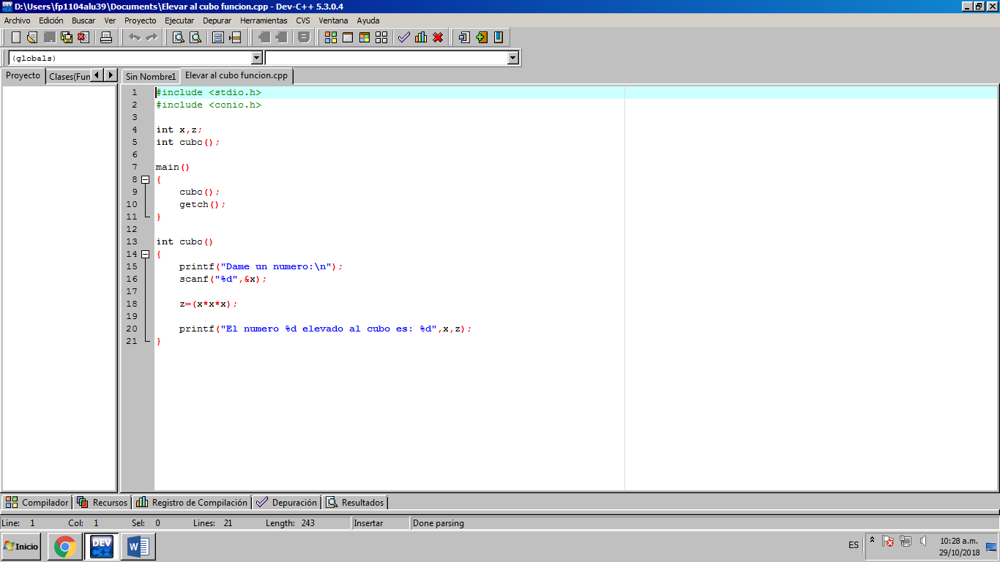 D:\Users\fp1104alu39\Documents\Elevar al cubo funcion.cpp - Dev-C++ 5.3.0.4
Archivo Edición Buscar Ver Proyecto Ejecutar Depurar Herramientas CVS Ventana Ayuda
(globals)
Proyecto Clases(Fun Sin Nombre1 Elevar al cubo funcion.cpp
1 #include <stdio.h>
2 #include <conio.h>
3
4 int x,z;
5 int cubo();
6
7 main()
8 {
9 cubo();
10 getch();
11 }
12
13 int cubo()
14 {
15 printf("Dame un numero:\n");
16 scanf("%d",&x);
17
18 z=(x*x*x);
19
20 printf("El numero %d elevado al cubo es: %d",x,z);
21 }
Compilador Recursos Registro de Compilación Depuración Resultados
Line: 1 Col: 1 Sel: 0 Lines: 21 Length: 243 Insertar Done parsing
Inicio DEV C++ W ES 10:28 a.m.
29/10/2018